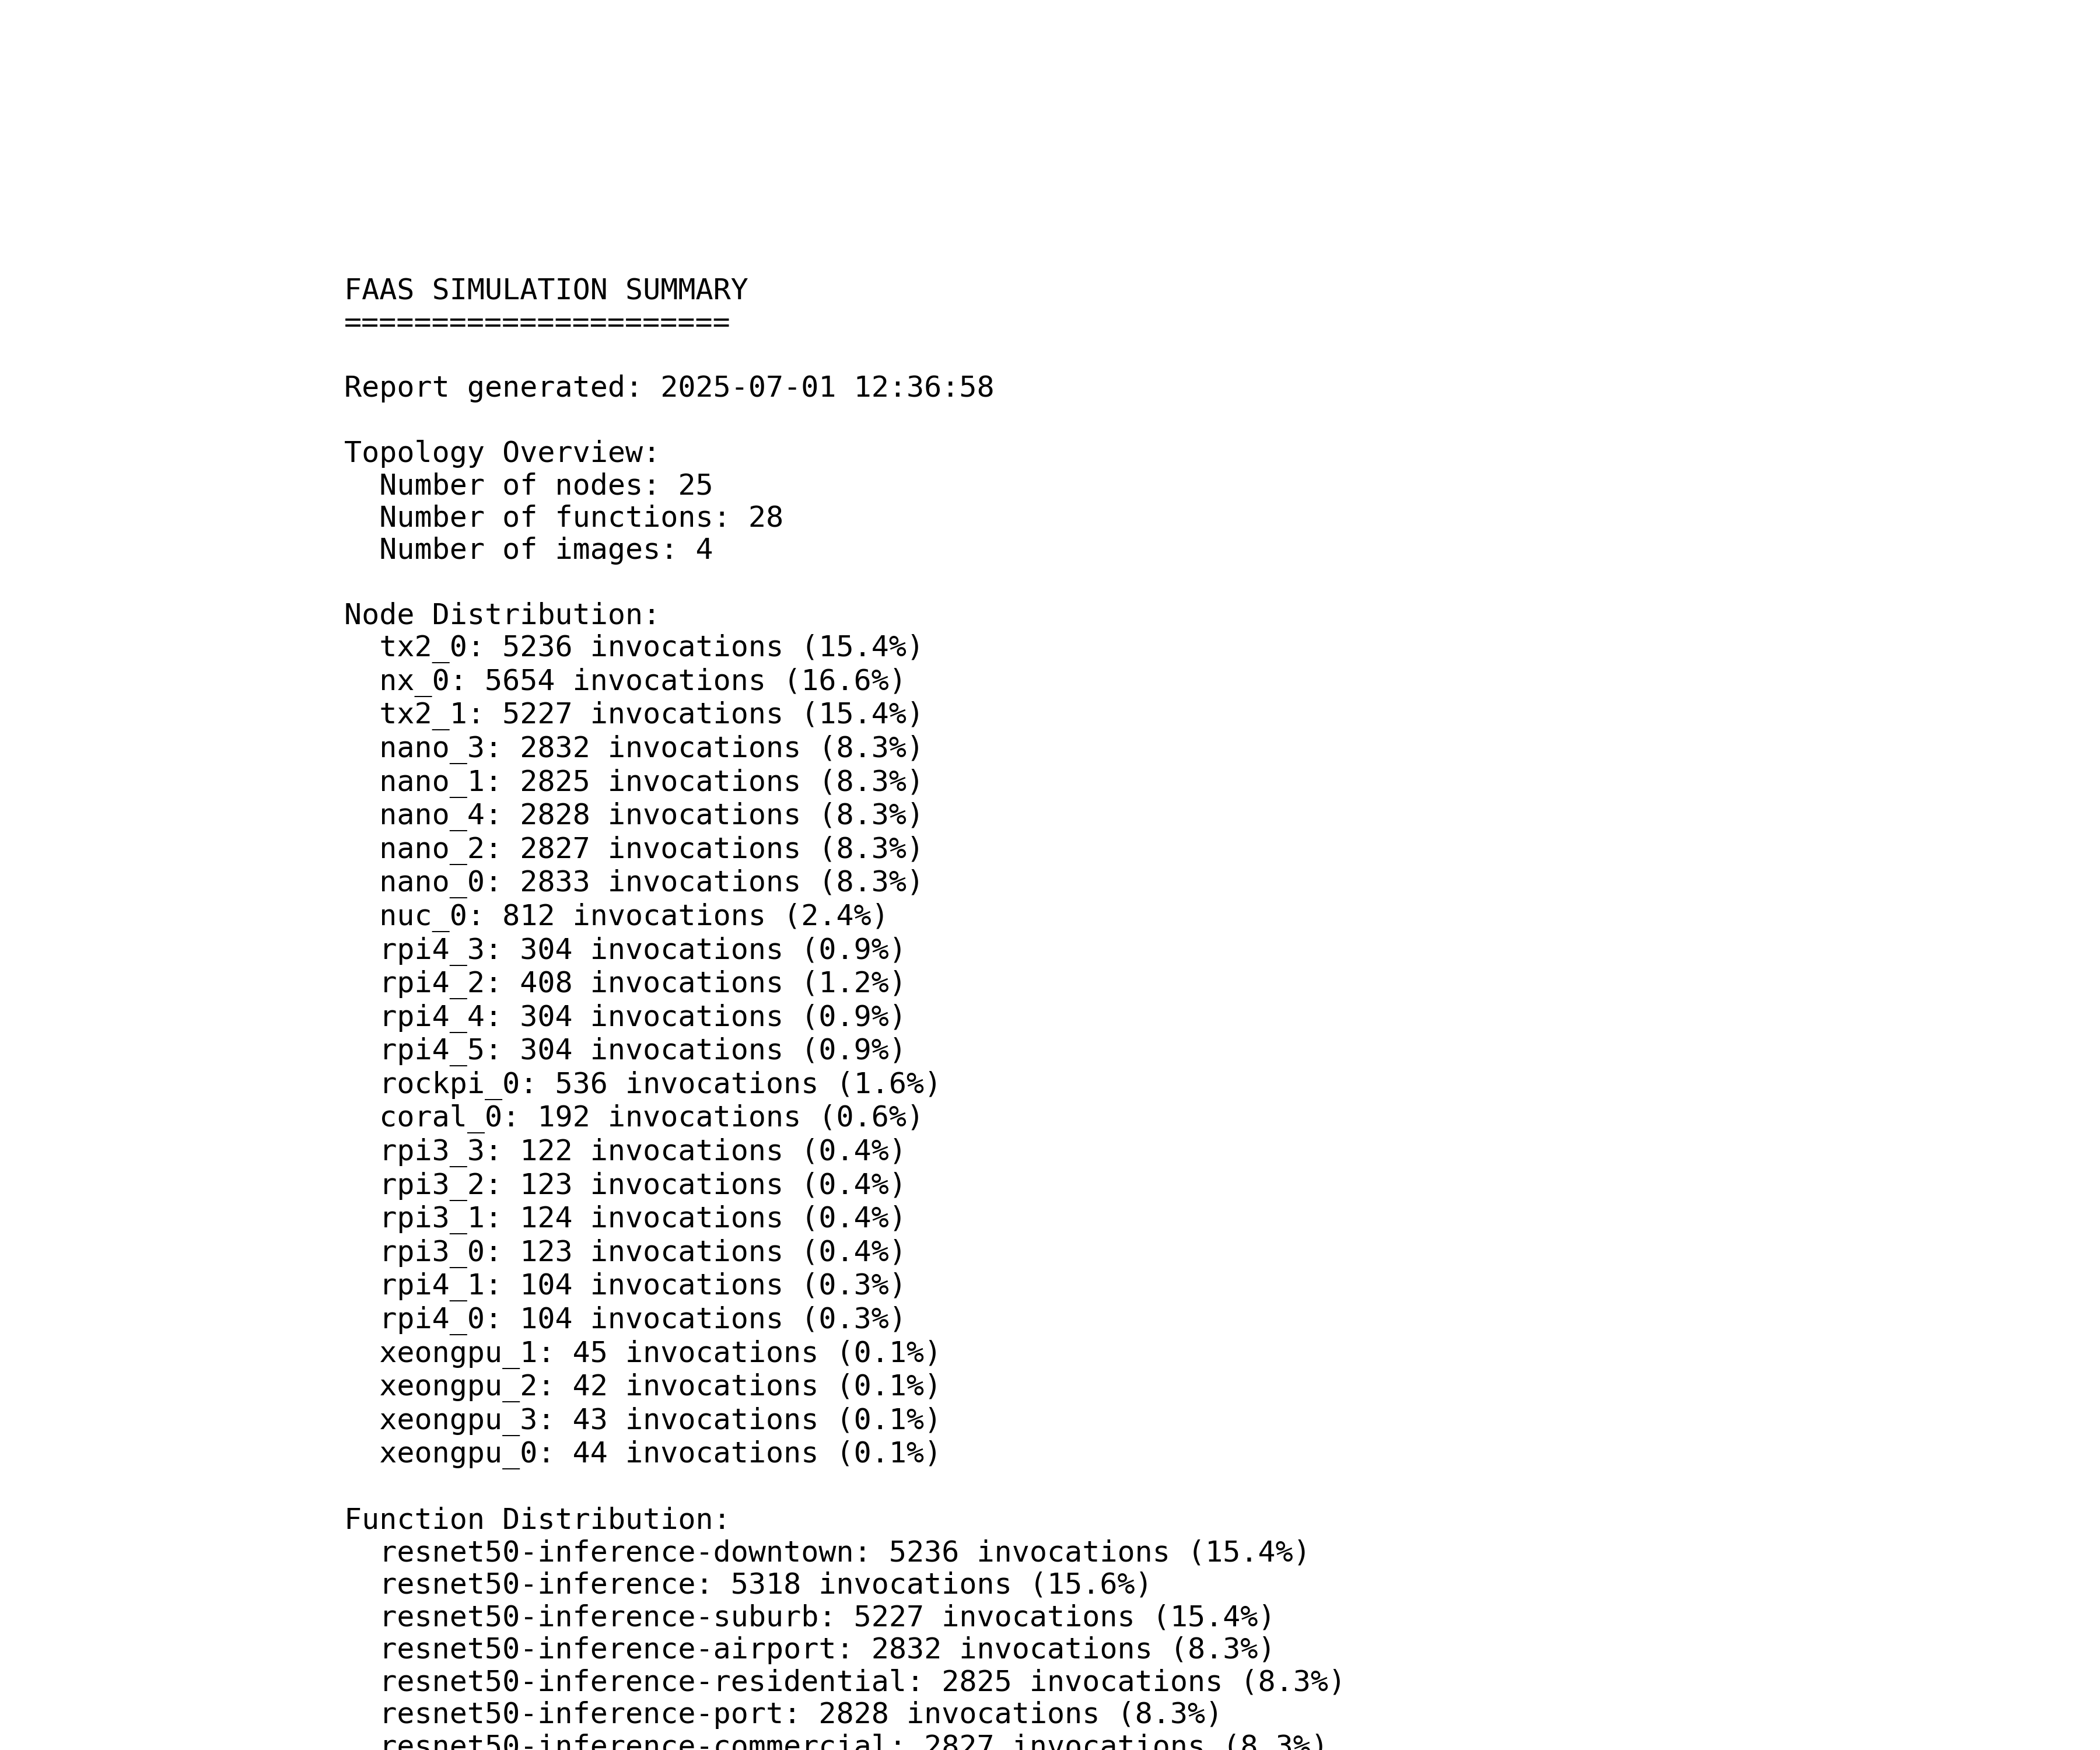 FAAS SIMULATION SUMMARY
======================
Report generated: 2025-07-01 12:36:58
Topology Overview:
Number of nodes: 25
Number of functions: 28
Number of images: 4
Node Distribution:
tx2_0: 5236 invocations (15.4%)
nx_0: 5654 invocations (16.6%)
tx2_1: 5227 invocations (15.4%)
nano_3: 2832 invocations (8.3%)
nano_1: 2825 invocations (8.3%)
nano_4: 2828 invocations (8.3%)
nano_2: 2827 invocations (8.3%)
nano_0: 2833 invocations (8.3%)
nuc_0: 812 invocations (2.4%)
rpi4_3: 304 invocations (0.9%)
rpi4_2: 408 invocations (1.2%)
rpi4_4: 304 invocations (0.9%)
rpi4_5: 304 invocations (0.9%)
rockpi_0: 536 invocations (1.6%)
coral_0: 192 invocations (0.6%)
rpi3_3: 122 invocations (0.4%)
rpi3_2: 123 invocations (0.4%)
rpi3_1: 124 invocations (0.4%)
rpi3_0: 123 invocations (0.4%)
rpi4_1: 104 invocations (0.3%)
rpi4_0: 104 invocations (0.3%)
xeongpu_1: 45 invocations (0.1%)
xeongpu_2: 42 invocations (0.1%)
xeongpu_3: 43 invocations (0.1%)
xeongpu_0: 44 invocations (0.1%)
Function Distribution:
resnet50-inference-downtown: 5236 invocations (15.4%)
resnet50-inference: 5318 invocations (15.6%)
resnet50-inference-suburb: 5227 invocations (15.4%)
resnet50-inference-airport: 2832 invocations (8.3%)
resnet50-inference-residential: 2825 invocations (8.3%)
resnet50-inference-port: 2828 invocations (8.3%)
resnet50-inference-commercial: 2827 invocations (8.3%)